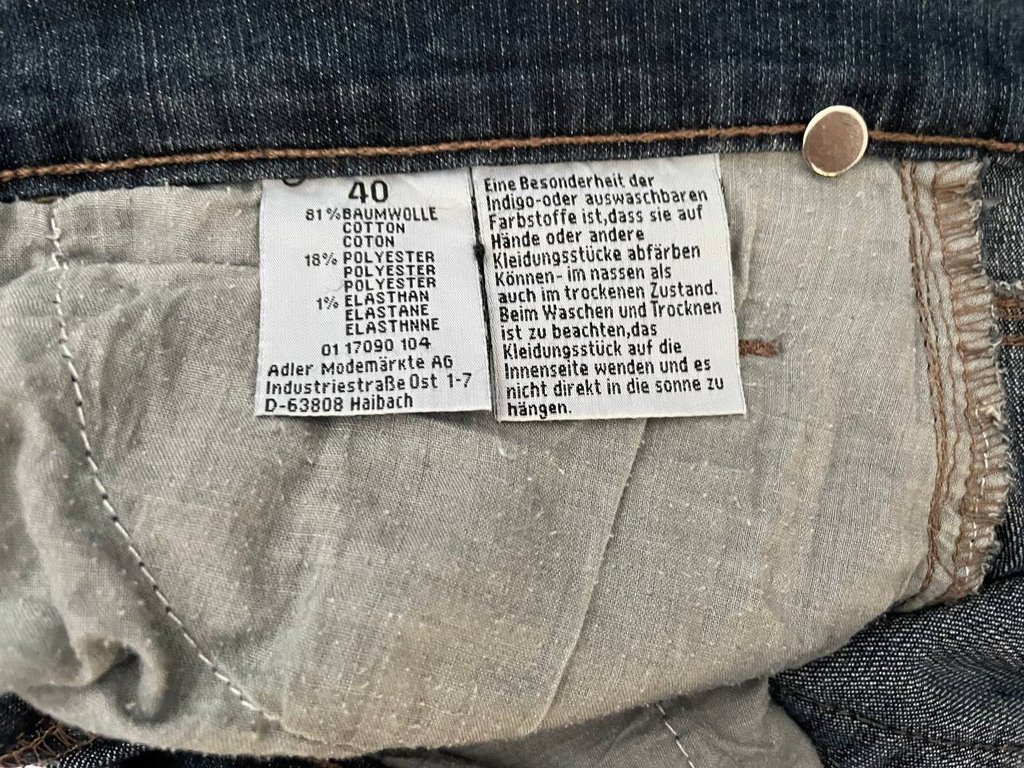 40
81%BAUMWOLLE
COTTON
COTON
18% POLYESTER
POLYESTER
POLYESTER
1% ELASTHAN
ELASTANE
ELASTHNNE
01 17090 104
Adler Modemärkte AG
Industriestraße Ost 1-7
D-63808 Haibach
Eine Besonderheit der
Indigo-oder auswaschbaren
Farbstoffe ist,dass sie auf
Hände oder andere
Kleidungsstücke abfärben
Können- im nassen als
auch im trockenen Zustand.
Beim Waschen und Trocknen
ist zu beachten,das
Kleidungsstück auf die
Innenseite wenden und es
nicht direkt in die sonne zu
hängen.